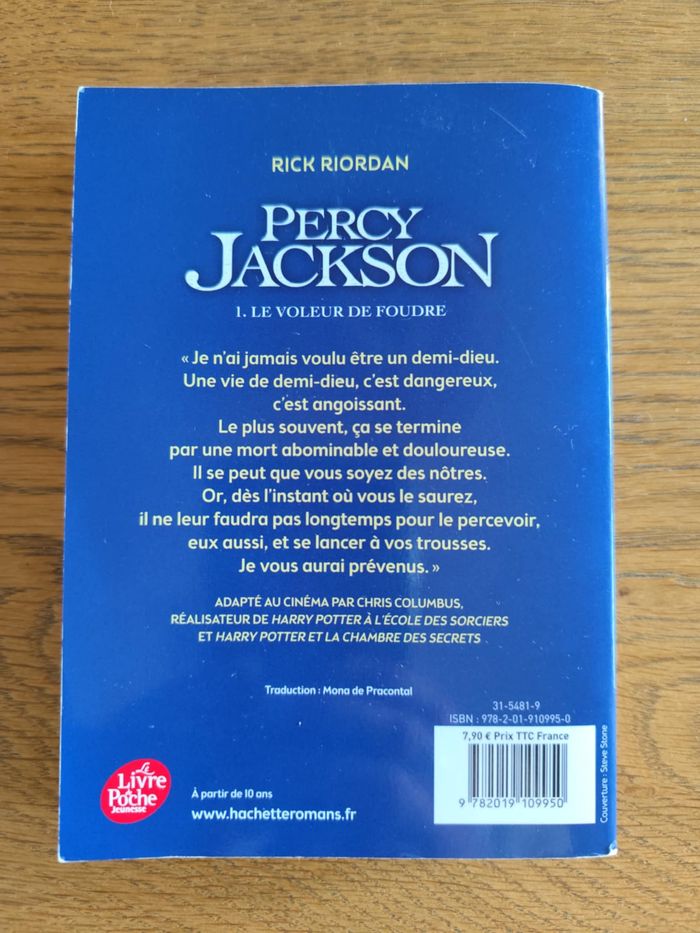 RICK RIORDAN
PERCY
JACKSON
1. LE VOLEUR DE FOUDRE
« Je n'ai jamais voulu être un demi-dieu.
Une vie de demi-dieu, c'est dangereux,
c'est angoissant.
Le plus souvent, ça se termine
par une mort abominable et douloureuse.
Il se peut que vous soyez des nôtres.
Or, dès l'instant où vous le saurez,
il ne leur faudra pas longtemps pour le percevoir,
eux aussi, et se lancer à vos trousses.
Je vous aurai prévenus. »
ADAPTÉ AU CINÉMA PAR CHRIS COLUMBUS,
RÉALISATEUR DE HARRY POTTER À L'ÉCOLE DES SORCIERS
ET HARRY POTTER ET LA CHAMBRE DES SECRETS
Traduction : Mona de Pracontal
31-5481-9
ISBN : 978-2-01-910995-0
7,90 € Prix TTC France
9 782019 109950
Couverture : Steve Stone
Le
Livre
de
Poche
Jeunesse
À partir de 10 ans
www.hachetteromans.fr